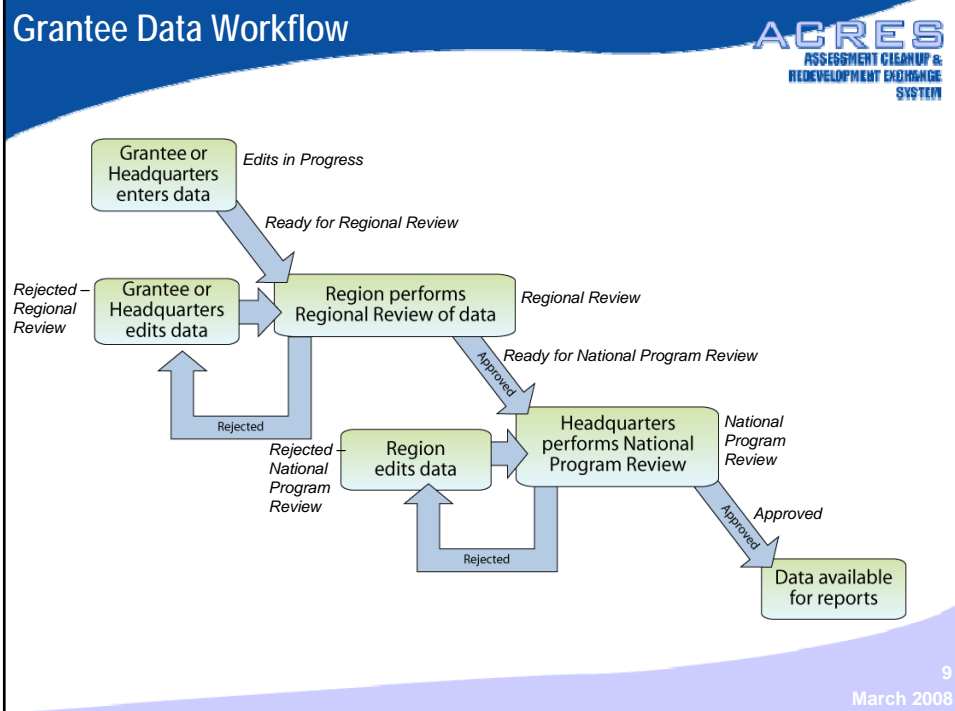 Grantee Data Workflow
ACRES
ASSESSMENT CLEANUP &
REDEVELOPMENT EXCHANGE
SYSTEM
Grantee or
Headquarters
enters data
Edits in Progress
Ready for Regional Review
Rejected –
Regional
Review
Grantee or
Headquarters
edits data
Region performs
Regional Review of data
Regional Review
Rejected
Approved
Ready for National Program Review
Rejected –
National
Program
Review
Region
edits data
Headquarters
performs National
Program Review
National
Program
Review
Rejected
Approved
Approved
Data available
for reports
9
March 2008